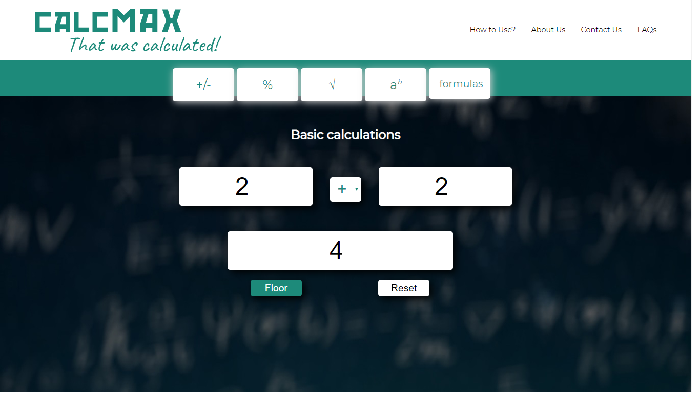 CALCMAX
That was calculated!
How to Use? About Us Contact Us FAQs
+/- % √ aⁿ formulas
Basic calculations
2 + 2
4
Floor Reset